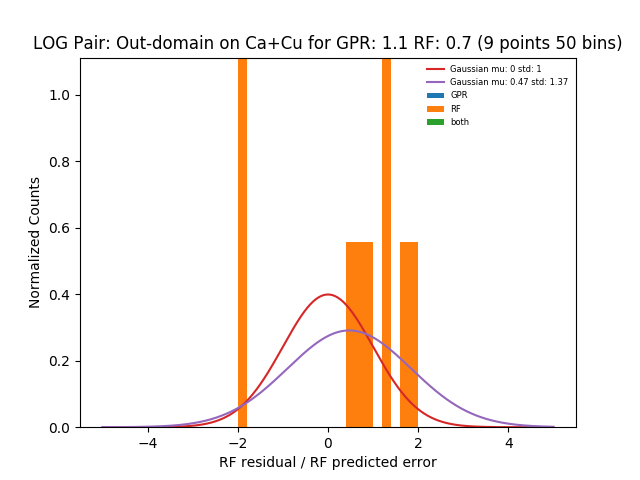 LOG Pair: Out-domain on Ca+Cu for GPR: 1.1 RF: 0.7 (9 points 50 bins)
Gaussian mu: 0 std: 1
Gaussian mu: 0.47 std: 1.37
GPR
RF
both
Normalized Counts
1.0
0.8
0.6
0.4
0.2
0.0
−4 −2 0 2 4
RF residual / RF predicted error